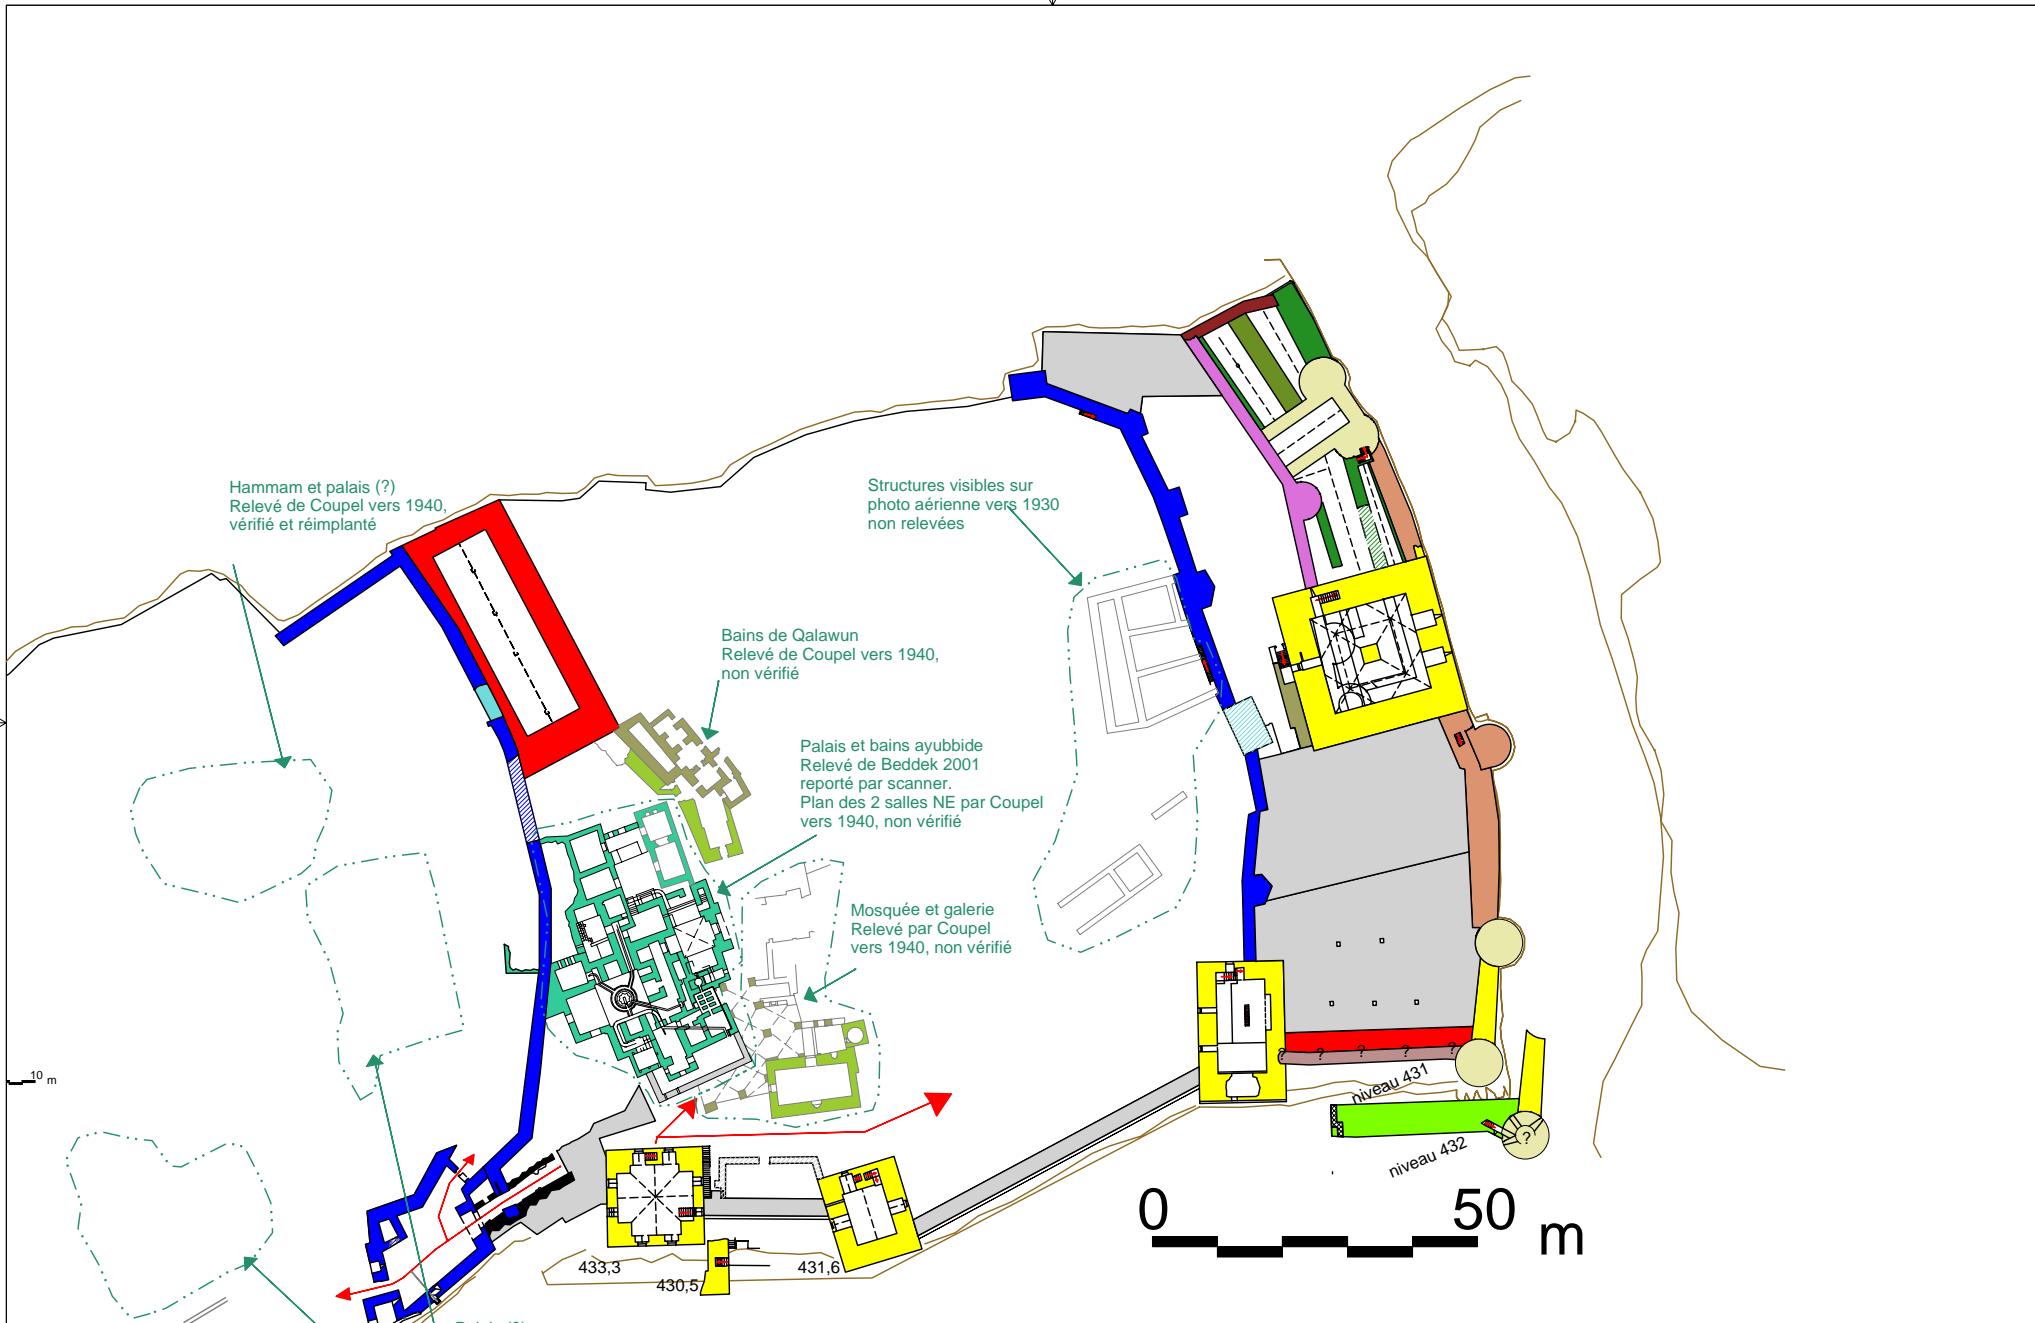 Hammam et palais (?)
Relevé de Coupel vers 1940,
vérifié et réimplanté
Structures visibles sur
photo aérienne vers 1930
non relevées
Bains de Qalawun
Relevé de Coupel vers 1940,
non vérifié
Palais et bains ayubbide
Relevé de Beddek 2001
reporté par scanner.
Plan des 2 salles NE par Coupel
vers 1940, non vérifié
Mosquée et galerie
Relevé par Coupel
vers 1940, non vérifié
10 m
? ? ? ? ?
niveau 431
?
niveau 432
0 50 m
433,3
430,5
431,6